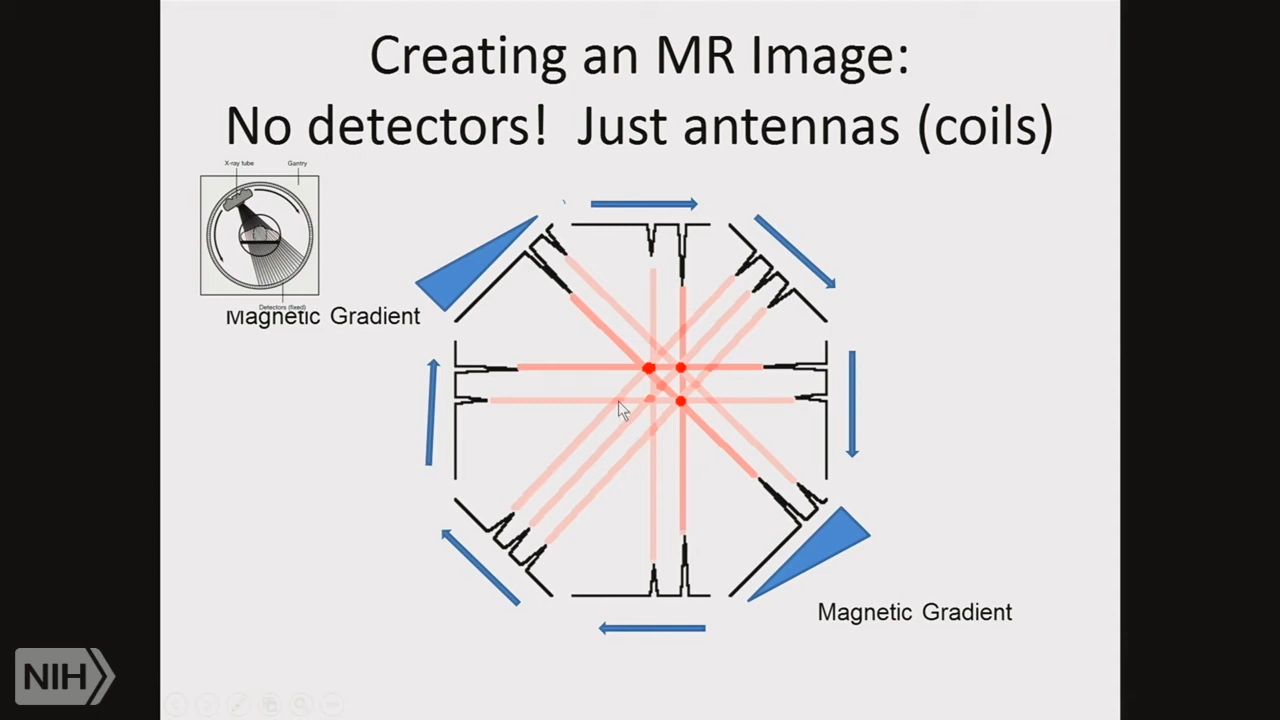 Creating an MR Image:
No detectors! Just antennas (coils)
X-ray tube
Gantry
Detectors (fixed)
Magnetic Gradient
Magnetic Gradient
NIH